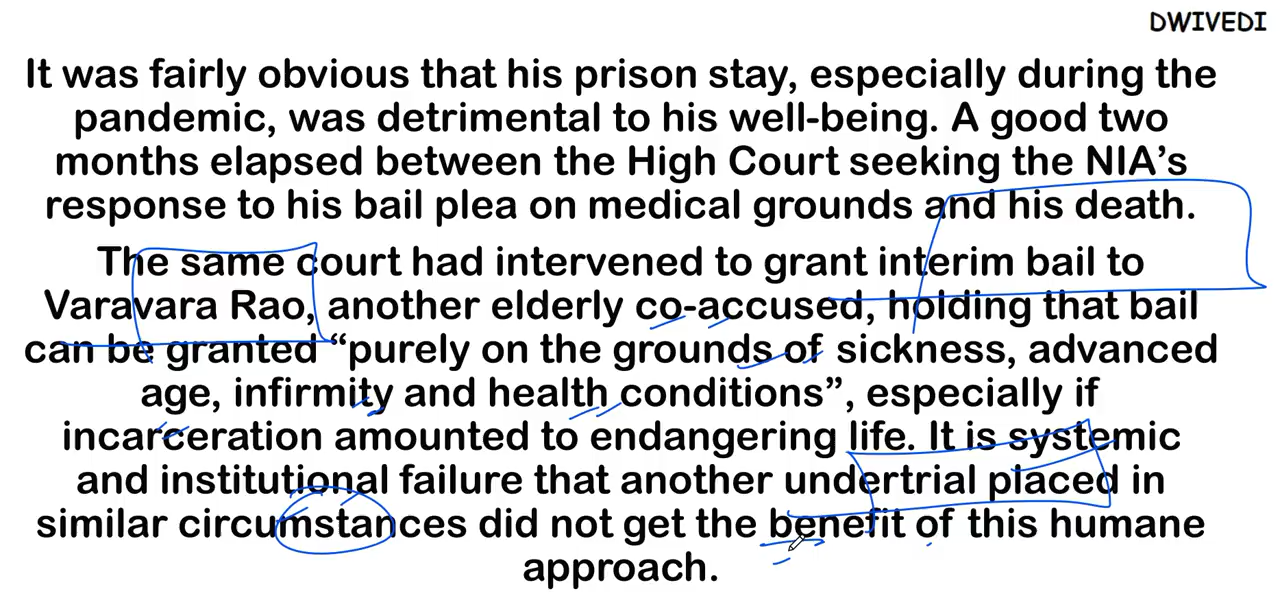 DWIVEDI
It was fairly obvious that his prison stay, especially during the
pandemic, was detrimental to his well-being. A good two
months elapsed between the High Court seeking the NIA's
response to his bail plea on medical grounds and his death.
The same court had intervened to grant interim bail to
Varavara Rao, another elderly co-accused, holding that bail
can be granted “purely on the grounds of sickness, advanced
age, infirmity and health conditions”, especially if
incarceration amounted to endangering life. It is systemic
and institutional failure that another undertrial placed in
similar circumstances did not get the benefit of this humane
approach.